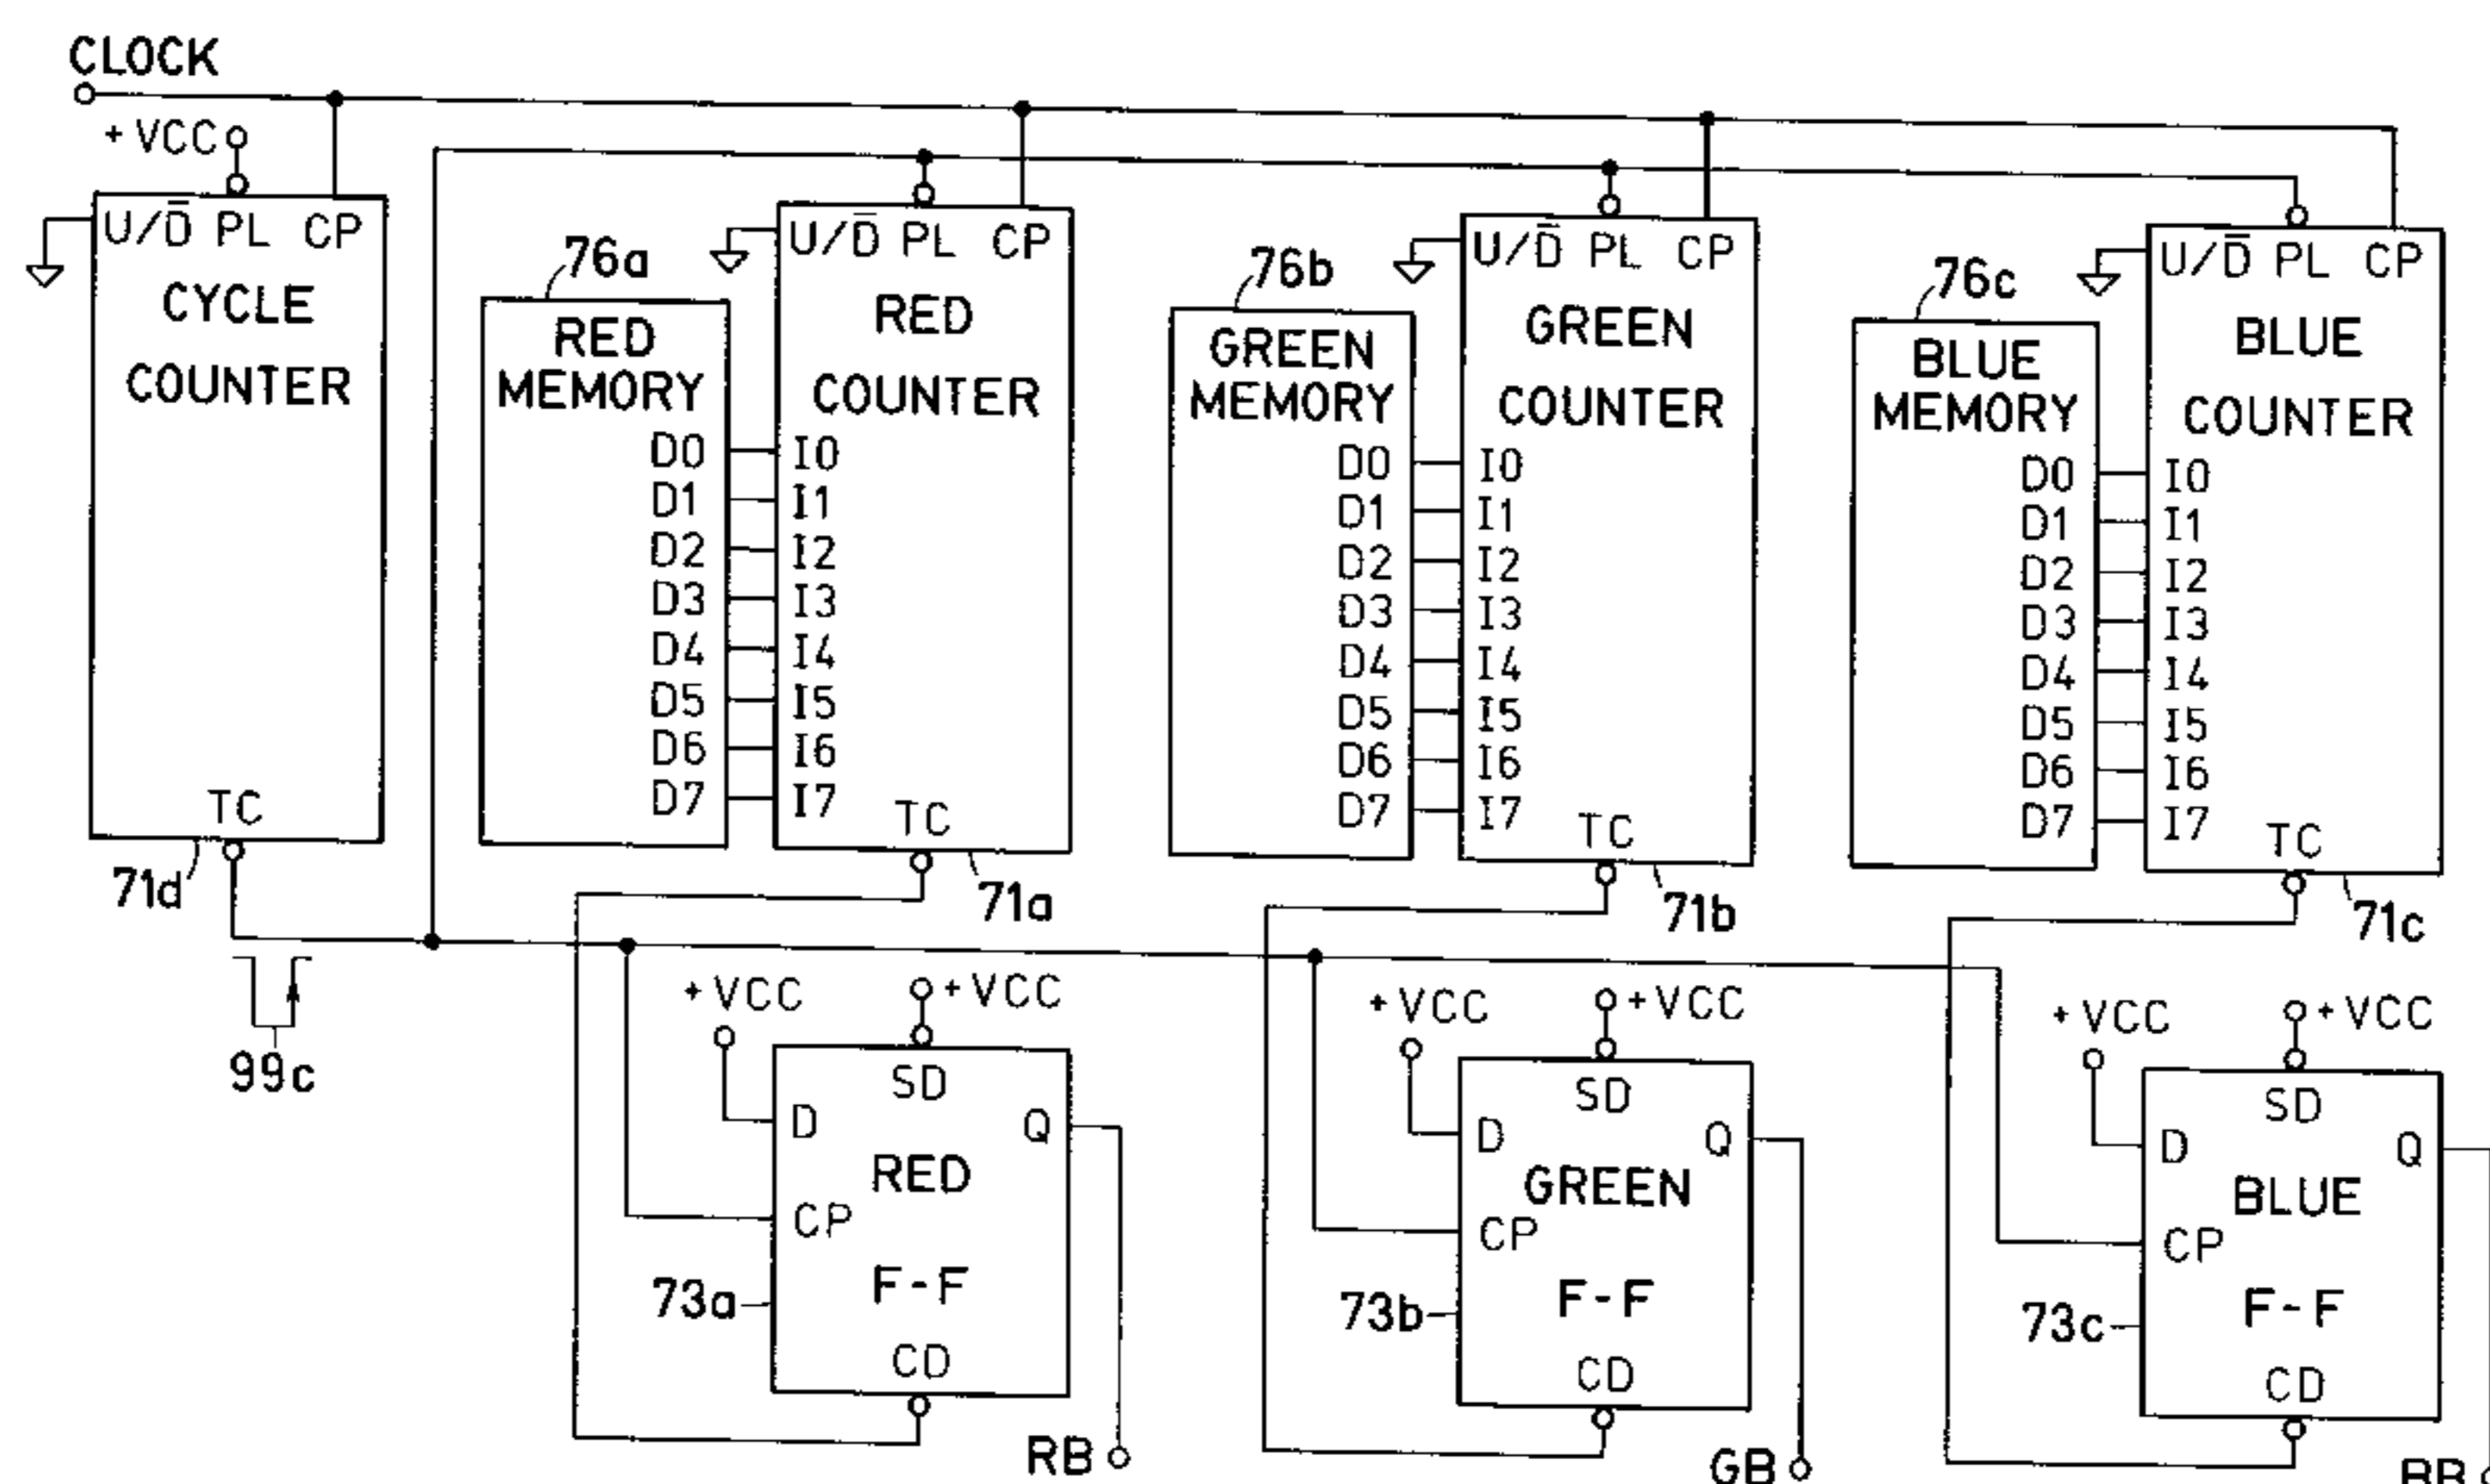 CLOCK
+ VCC
U/D̅ PL CP
CYCLE
COUNTER
TC
71d
99c
76a
RED
MEMORY
D0
D1
D2
D3
D4
D5
D6
D7
U/D̅ PL CP
RED
COUNTER
I0
I1
I2
I3
I4
I5
I6
I7
TC
71a
76b
GREEN
MEMORY
D0
D1
D2
D3
D4
D5
D6
D7
U/D̅ PL CP
GREEN
COUNTER
I0
I1
I2
I3
I4
I5
I6
I7
TC
71b
76c
BLUE
MEMORY
D0
D1
D2
D3
D4
D5
D6
D7
U/D̅ PL CP
BLUE
COUNTER
I0
I1
I2
I3
I4
I5
I6
I7
TC
71c
+ VCC
+ VCC
SD
D
Q
RED
CP
F-F
73a
CD
RB
+ VCC
+ VCC
SD
D
Q
GREEN
CP
F-F
73b
CD
GB
+ VCC
+ VCC
SD
D
Q
BLUE
CP
F-F
73c
CD